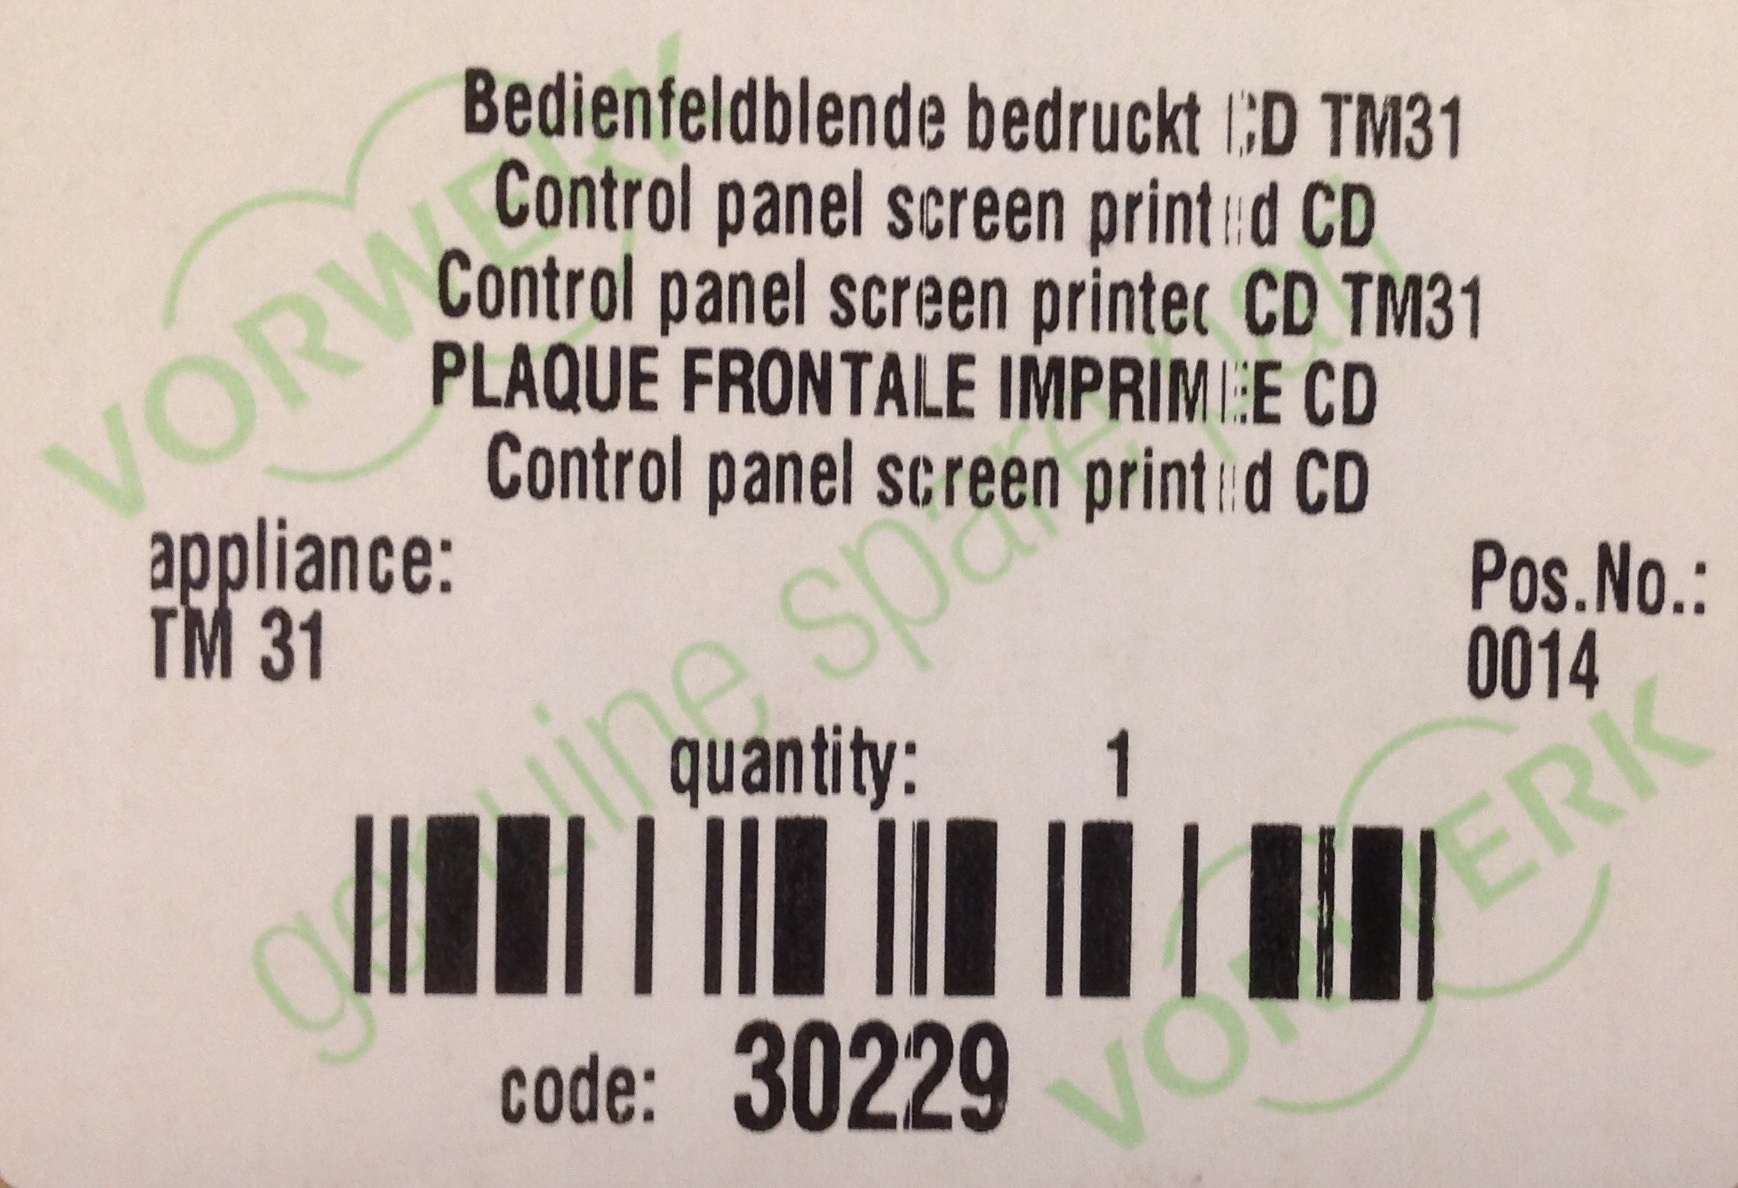 Bedienfeldblende bedruckt CD TM31
Control panel screen printed CD
Control panel screen printed CD TM31
PLAQUE FRONTALE IMPRIMEE CD
Control panel screen printed CD
appliance:
TM 31
Pos.No.:
0014
quantity: 1
code: 30229
VORWERK
genuine spare part
VORWERK